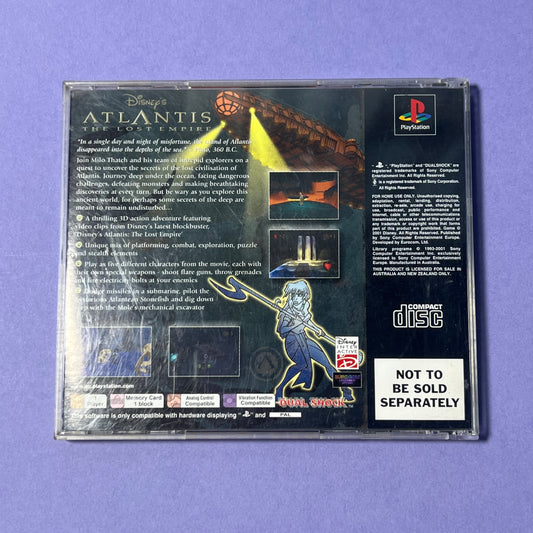 DISNEY'S
ATLANTIS
THE LOST EMPIRE
"In a single day and night of misfortune, the island of Atlantis
disappeared into the depths of the sea." - Plato, 360 B.C.
Join Milo Thatch and his team of intrepid explorers on a
quest to uncover the secrets of the lost civilisation of
Atlantis. Journey deep under the ocean, facing dangerous
challenges, defeating monsters and making breathtaking
discoveries at every turn. But be wary as you explore this
ancient world, for perhaps some secrets of the deep are
meant to remain undisturbed...
A thrilling 3D action adventure featuring
video clips from Disney's latest blockbuster,
'Disney's Atlantis: The Lost Empire'
Unique mix of platforming, combat, exploration, puzzle
and stealth elements
Play as five different characters from the movie, each with
their own special weapons - shoot flare guns, throw grenades
and fire electricity bolts at your enemies
Dodge missiles in a submarine, pilot the
mysterious Atlantean Stonefish and dig down
deep with the Mole's mechanical excavator
.playstation.com
1
Player
Memory Card
1 block
Analog Control
Compatible
Vibration Function
Compatible
DUAL SHOCK™
The software is only compatible with hardware displaying and PAL
Disney
INTER
ACTIVE
PlayStation
"PlayStation" and "DUALSHOCK" are
registered trademarks of Sony Computer
Entertainment Inc. All Rights Reserved.
is a registered trademark of Sony Corporation.
All Rights Reserved.
FOR HOME USE ONLY. Unauthorised copying,
adaptation, rental, lending, distribution,
extraction, re-sale, arcade use, charging for
use, broadcast, public performance and
internet, cable or other telecommunications
transmission, access or use of this product or
any trademark or copyright work that forms
part of this product are prohibited. Game ©
2001 Disney. All Rights Reserved. Published by
Sony Computer Entertainment Europe.
Developed by Eurocom, Ltd.
Library programs © 1993-2001 Sony
Computer Entertainment Inc. exclusively
licensed to Sony Computer Entertainment
Europe. Manufactured in Australia.
THIS PRODUCT IS LICENSED FOR SALE IN
AUSTRALIA AND NEW ZEALAND ONLY.
COMPACT
disc
NOT TO
BE SOLD
SEPARATELY